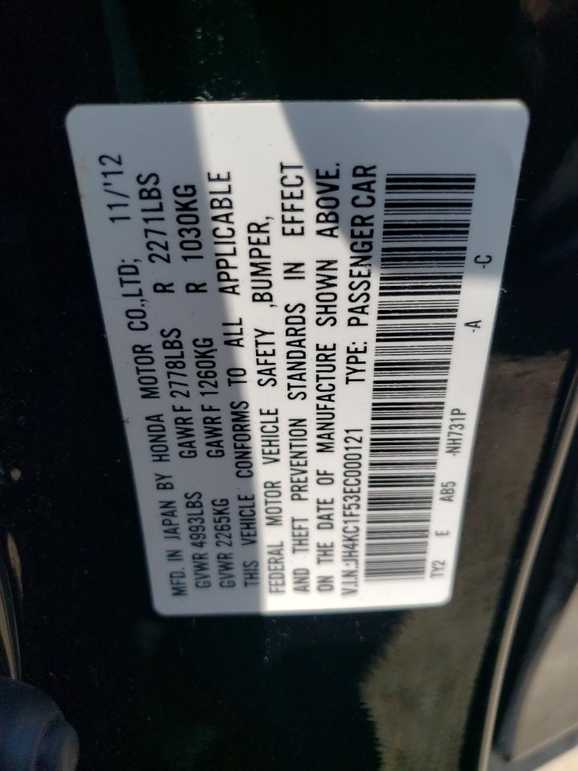 MFD. IN JAPAN BY HONDA MOTOR CO.,LTD; 11/'12
GVWR 4993LBS GAWR F 2778LBS R 2271LBS
GVWR 2265KG GAWR F 1260KG R 1030KG
THIS VEHICLE CONFORMS TO ALL APPLICABLE
FEDERAL MOTOR VEHICLE SAFETY ,BUMPER,
AND THEFT PREVENTION STANDARDS IN EFFECT
ON THE DATE OF MANUFACTURE SHOWN ABOVE.
V.I.N.:JH4KC1F53EC000121 TYPE: PASSENGER CAR
TY2 E AB5 -NH731P -A -C